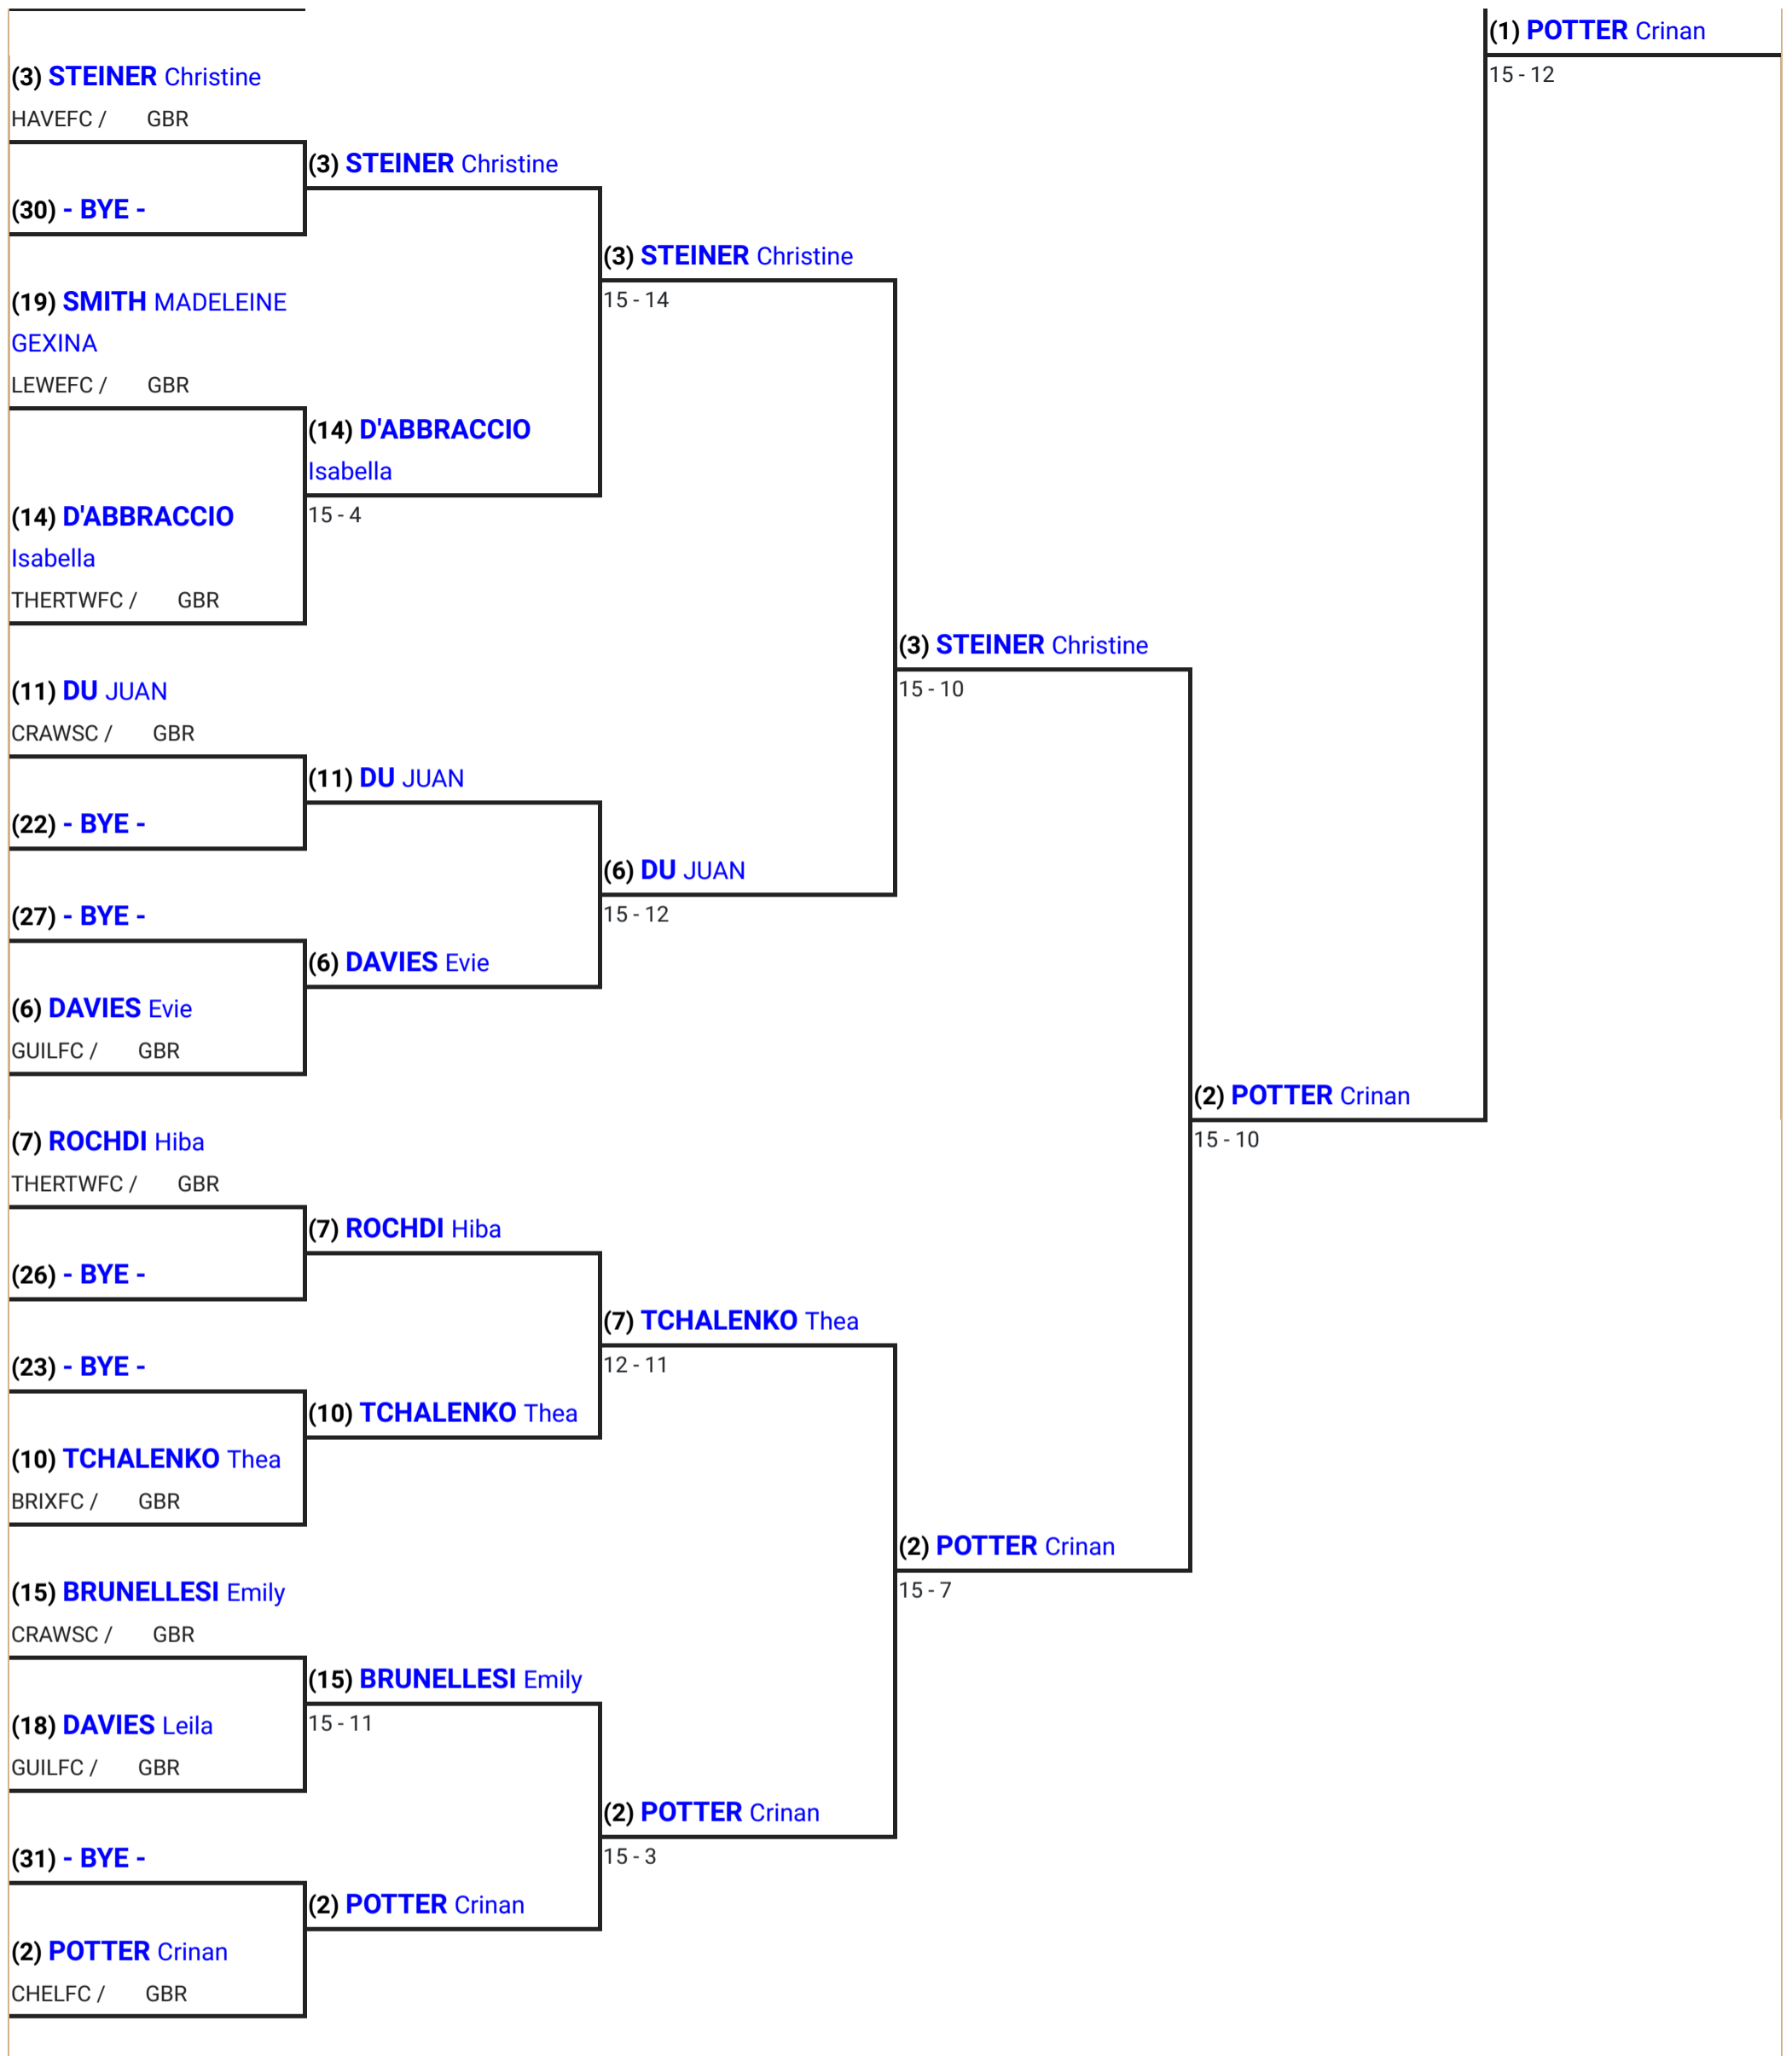 (1) POTTER Crinan
15 - 12
(3) STEINER Christine
HAVEFC / GBR
(3) STEINER Christine
(30) - BYE -
(3) STEINER Christine
15 - 14
(19) SMITH MADELEINE
GEXINA
LEWEFC / GBR
(14) D'ABBRACCIO
Isabella
15 - 4
(14) D'ABBRACCIO
Isabella
THERTWFC / GBR
(3) STEINER Christine
15 - 10
(11) DU JUAN
CRAWSC / GBR
(11) DU JUAN
(22) - BYE -
(6) DU JUAN
15 - 12
(27) - BYE -
(6) DAVIES Evie
(6) DAVIES Evie
GUILFC / GBR
(2) POTTER Crinan
15 - 10
(7) ROCHDI Hiba
THERTWFC / GBR
(7) ROCHDI Hiba
(26) - BYE -
(7) TCHALENKO Thea
12 - 11
(23) - BYE -
(10) TCHALENKO Thea
(10) TCHALENKO Thea
BRIXFC / GBR
(2) POTTER Crinan
15 - 7
(15) BRUNELLESI Emily
CRAWSC / GBR
(15) BRUNELLESI Emily
15 - 11
(18) DAVIES Leila
GUILFC / GBR
(2) POTTER Crinan
15 - 3
(31) - BYE -
(2) POTTER Crinan
(2) POTTER Crinan
CHELFC / GBR